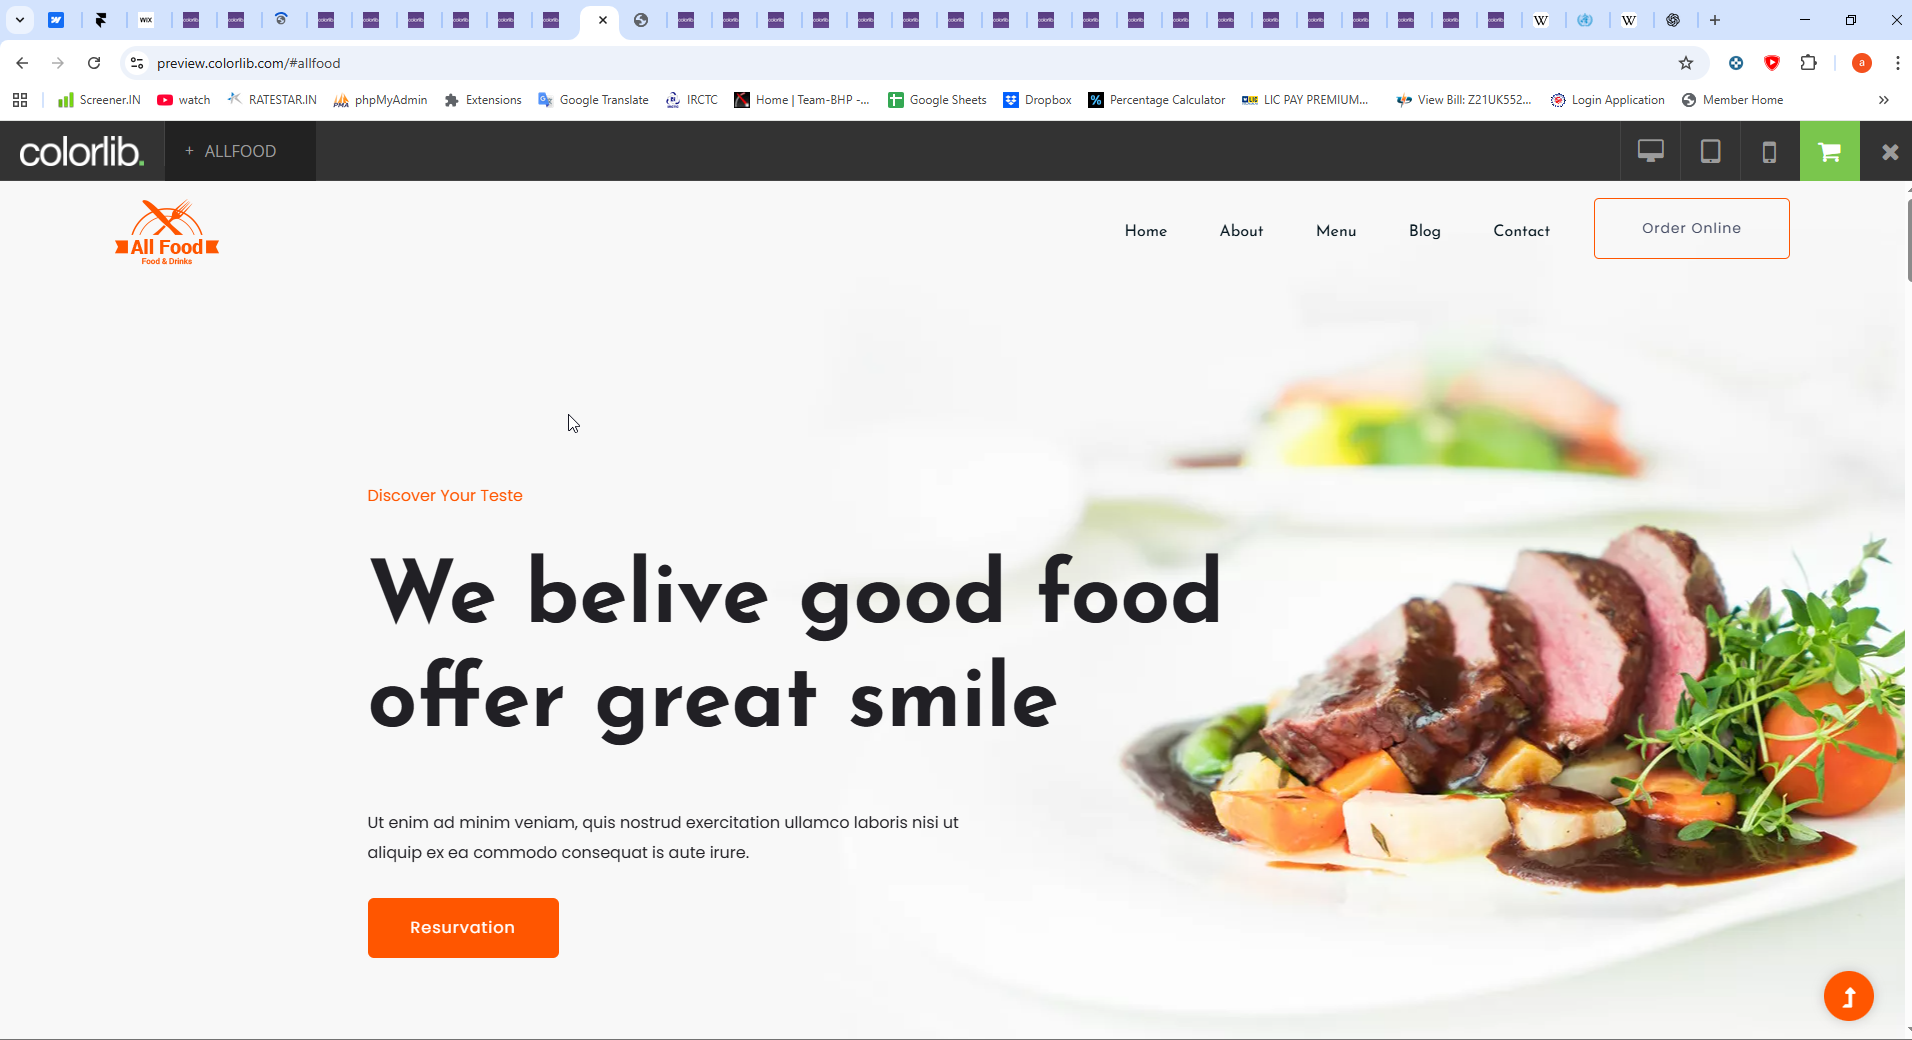 WIX
W
W
preview.colorlib.com/#allfood
a
Screener.IN
watch
RATESTAR.IN
PMA
phpMyAdmin
Extensions
Google Translate
IRCTC
Home | Team-BHP -...
Google Sheets
Dropbox
%
Percentage Calculator
LIC PAY PREMIUM...
View Bill: Z21UK552...
Login Application
Member Home
colorlib.
+ ALLFOOD
All Food
Food & Drinks
Home
About
Menu
Blog
Contact
Order Online
Discover Your Teste
We belive good food
offer great smile
Ut enim ad minim veniam, quis nostrud exercitation ullamco laboris nisi ut
aliquip ex ea commodo consequat is aute irure.
Resurvation